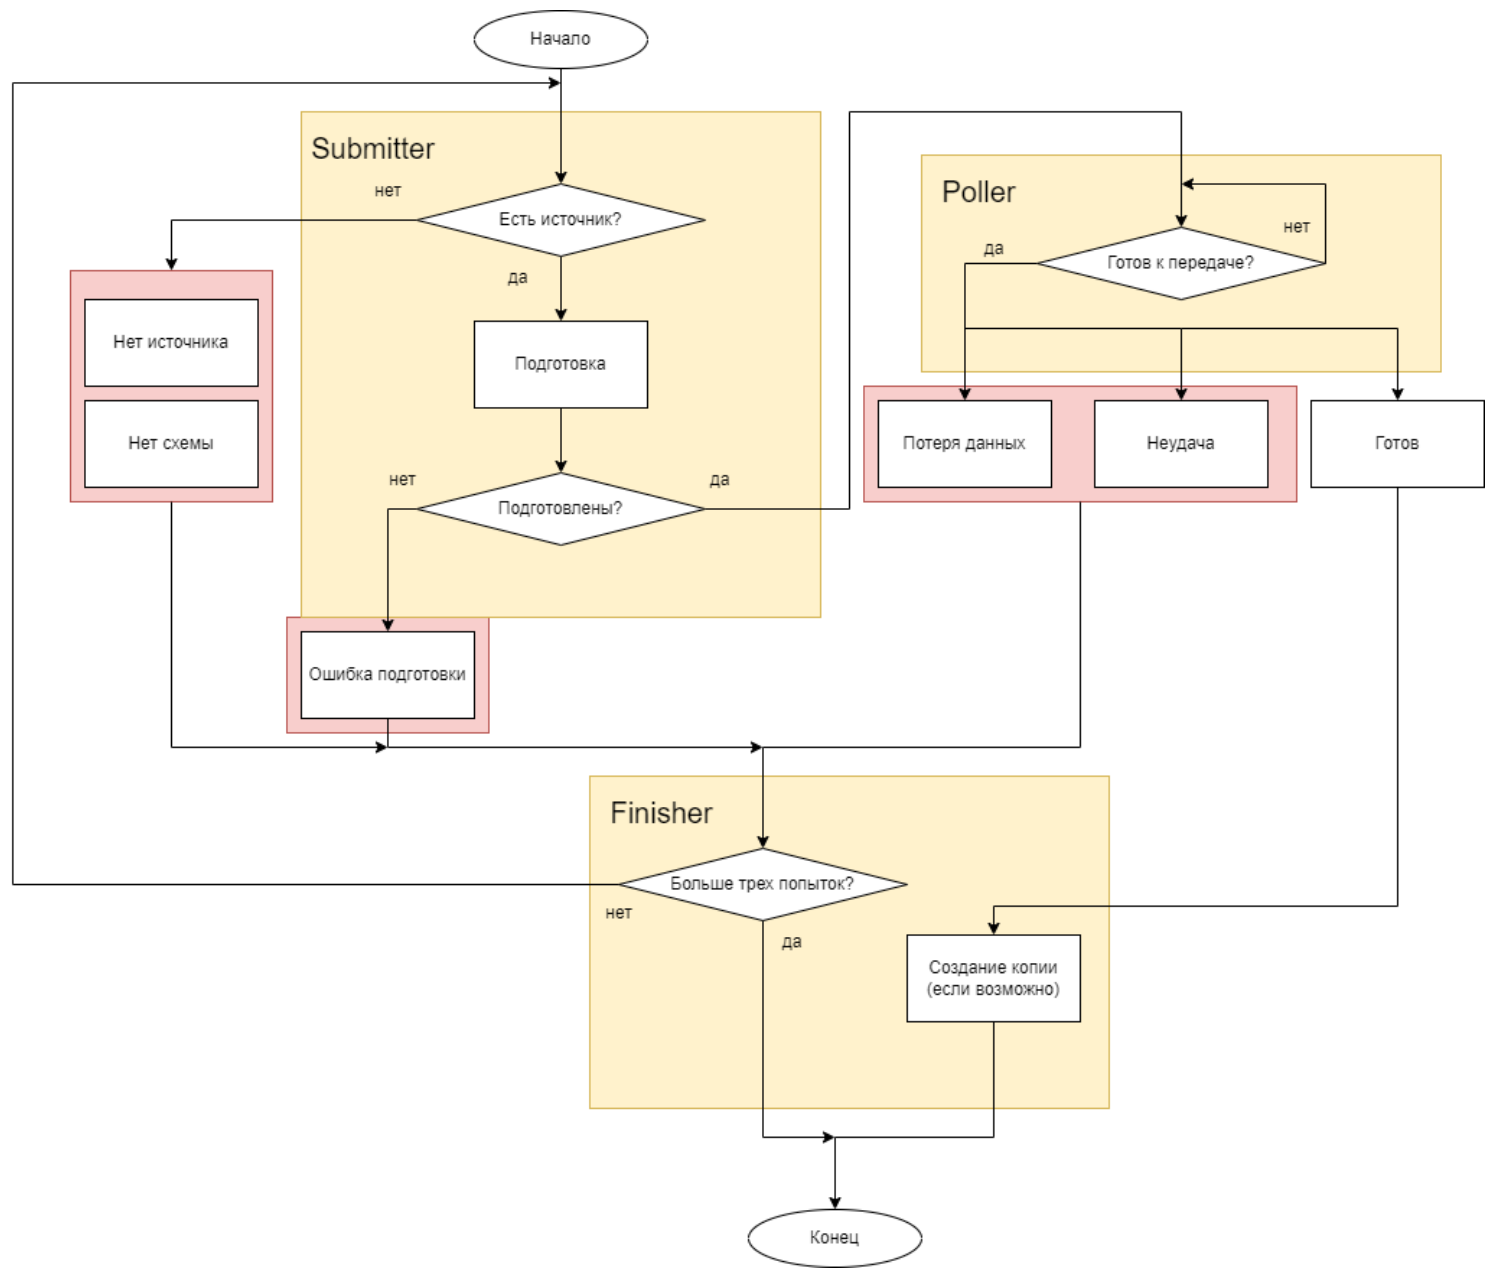 Начало
Submitter
нет
Есть источник?
да
Нет источника
Нет схемы
Подготовка
нет
да
Подготовлены?
Ошибка подготовки
Poller
нет
да
Готов к передаче?
Потеря данных
Неудача
Готов
Finisher
Больше трех попыток?
нет
да
Создание копии
(если возможно)
Конец